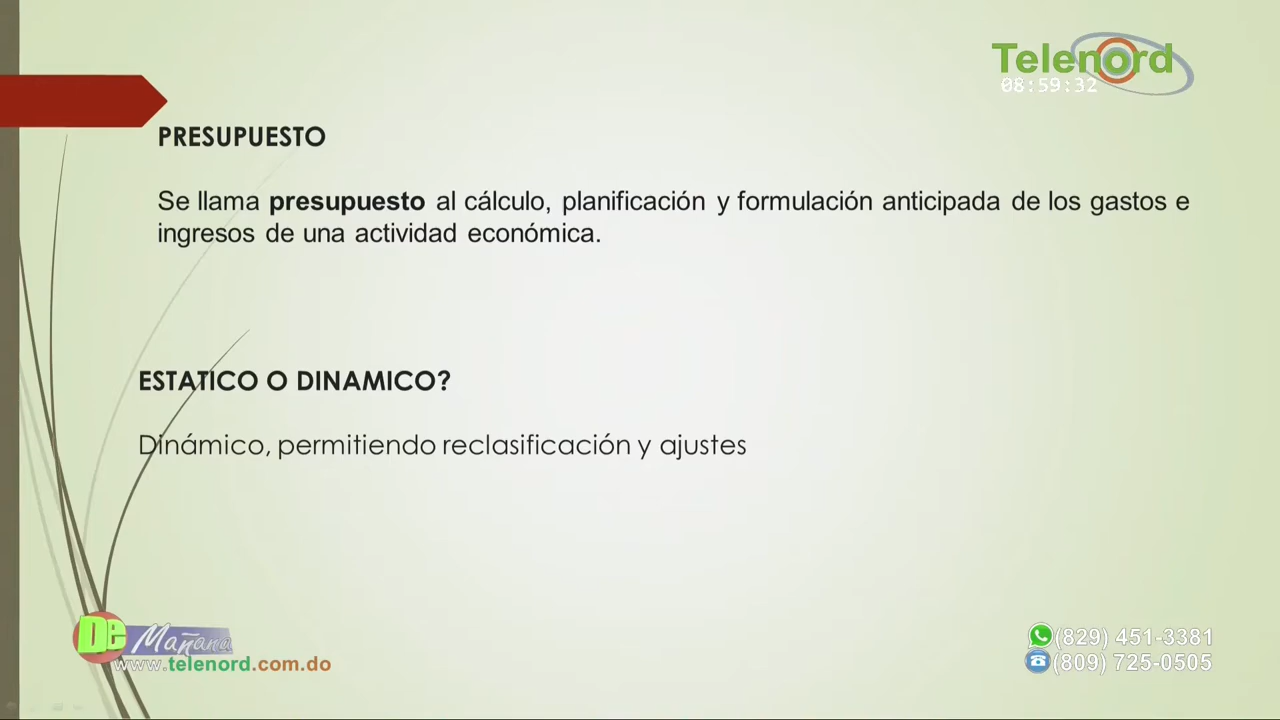 Telenord
08:59:32
PRESUPUESTO
Se llama presupuesto al cálculo, planificación y formulación anticipada de los gastos e
ingresos de una actividad económica.
ESTATICO O DINAMICO?
Dinámico, permitiendo reclasificación y ajustes
De Mañana
www.telenord.com.do
(829) 451-3381
(809) 725-0505